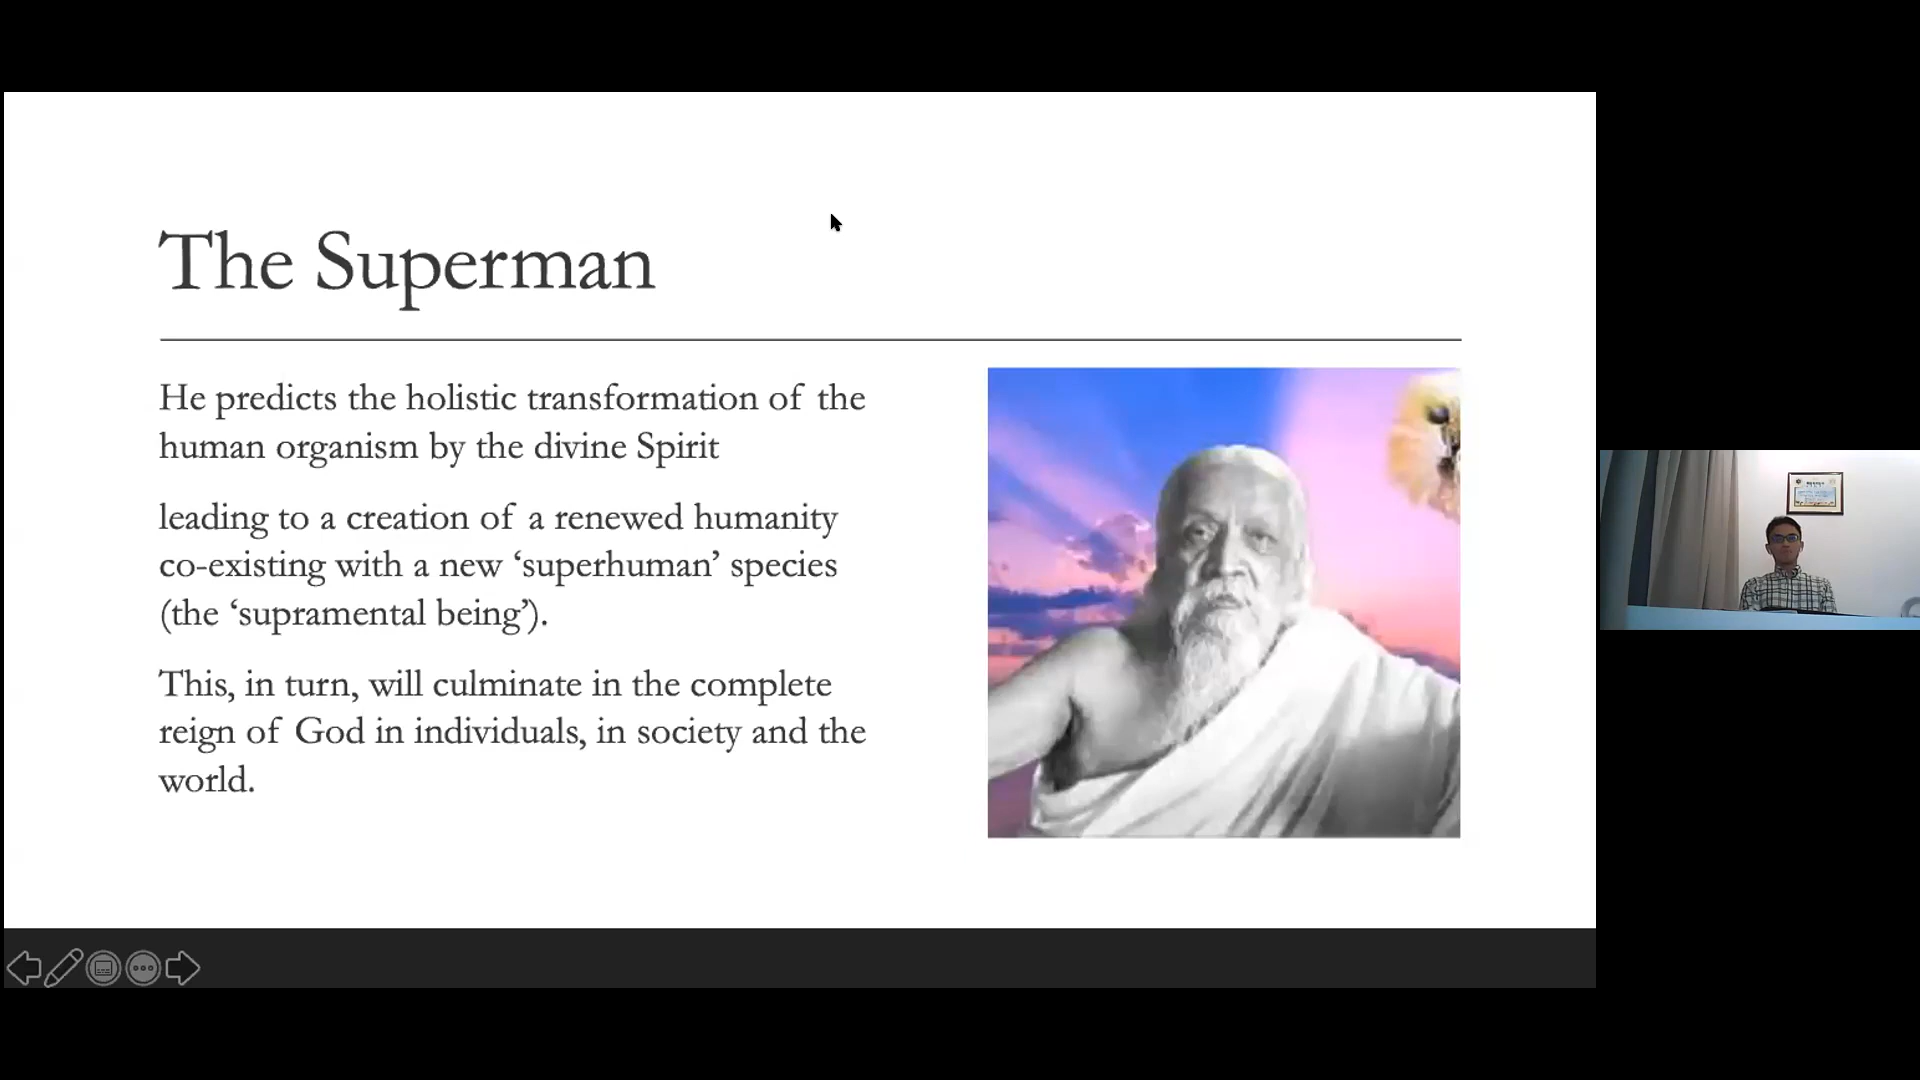 The Superman
He predicts the holistic transformation of the
human organism by the divine Spirit
leading to a creation of a renewed humanity
co-existing with a new ‘superhuman’ species
(the ‘supramental being’).
This, in turn, will culminate in the complete
reign of God in individuals, in society and the
world.